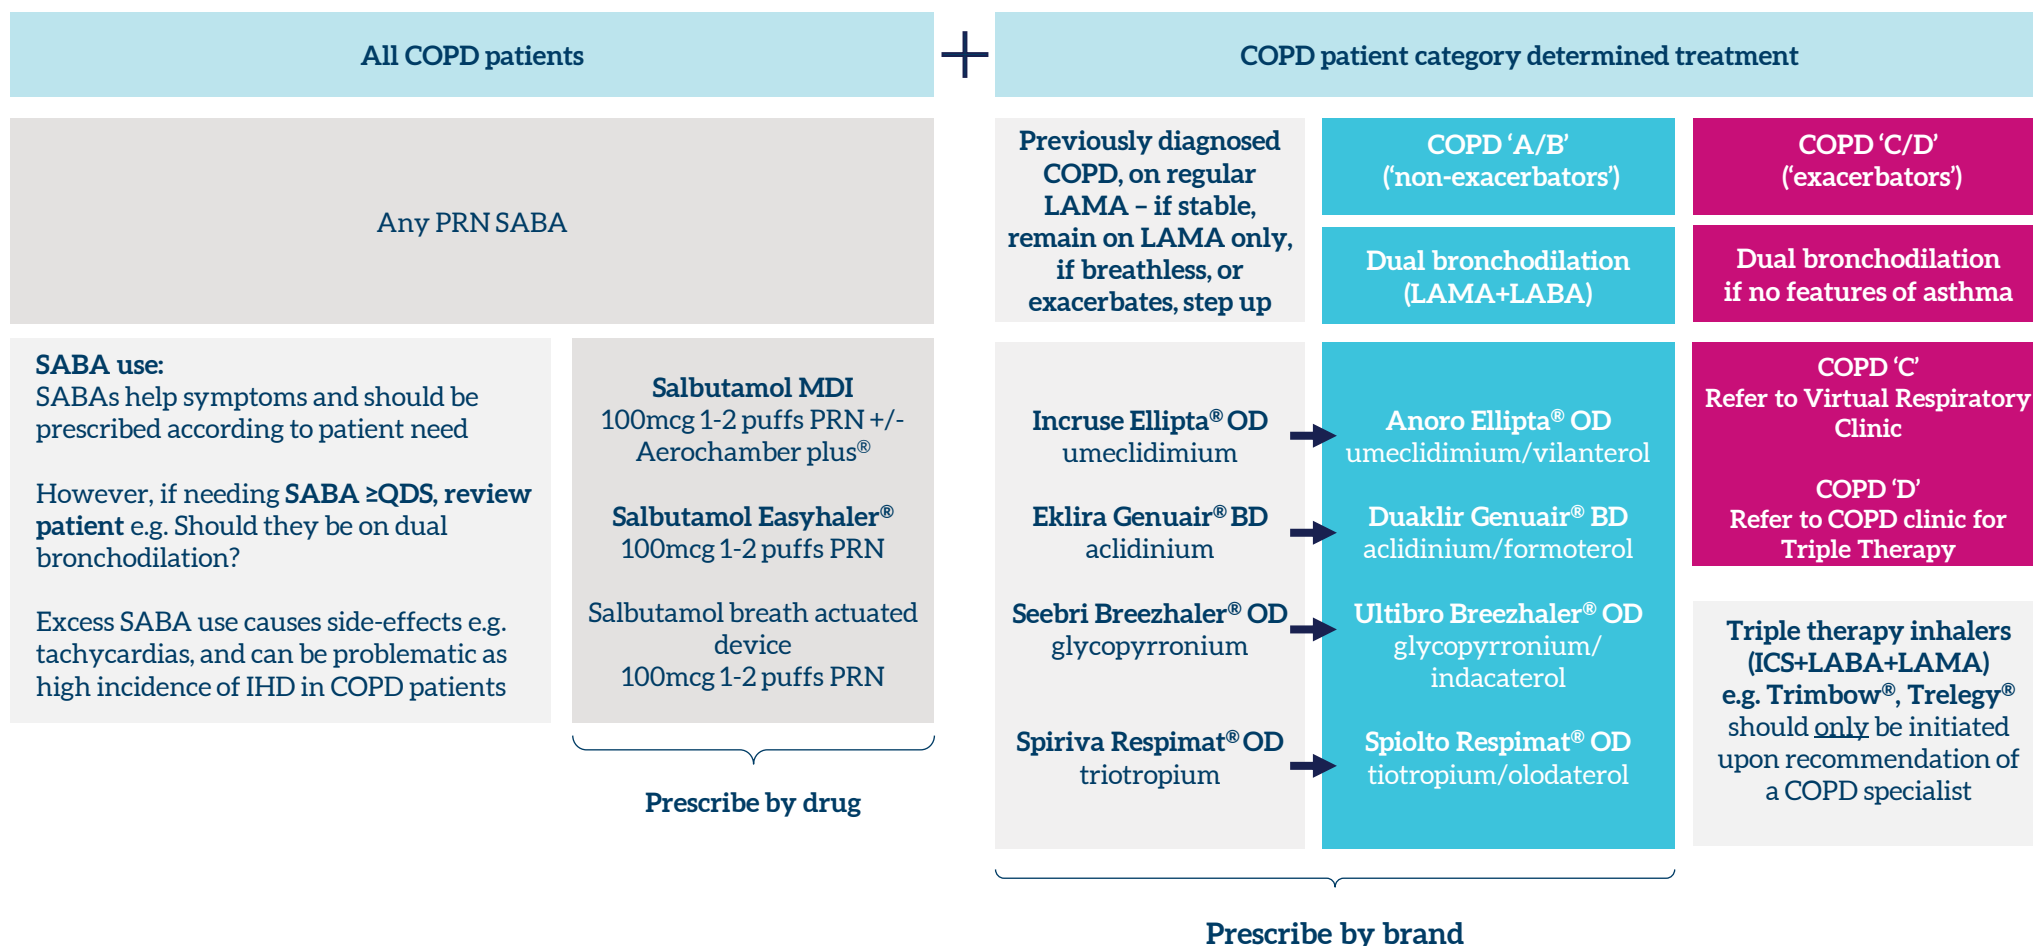 All COPD patients
+
COPD patient category determined treatment
Any PRN SABA
SABA use:
SABAs help symptoms and should be
prescribed according to patient need
However, if needing SABA ≥QDS, review
patient e.g. Should they be on dual
bronchodilation?
Excess SABA use causes side-effects e.g.
tachycardias, and can be problematic as
high incidence of IHD in COPD patients
Salbutamol MDI
100mcg 1-2 puffs PRN +/-
Aerochamber plus®
Salbutamol Easyhaler®
100mcg 1-2 puffs PRN
Salbutamol breath actuated
device
100mcg 1-2 puffs PRN
Prescribe by drug
Previously diagnosed
COPD, on regular
LAMA – if stable,
remain on LAMA only,
if breathless, or
exacerbates, step up
Incruse Ellipta® OD
umeclidimium
Eklira Genuair® BD
aclidinium
Seebri Breezhaler® OD
glycopyrronium
Spiriva Respimat® OD
triotropium
COPD ‘A/B’
(‘non-exacerbators’)
Dual bronchodilation
(LAMA+LABA)
Anoro Ellipta® OD
umeclidimium/vilanterol
Duaklir Genuair® BD
aclidinium/formoterol
Ultibro Breezhaler® OD
glycopyrronium/
indacaterol
Spiolto Respimat® OD
tiotropium/olodaterol
Prescribe by brand
COPD ‘C/D’
(‘exacerbators’)
Dual bronchodilation
if no features of asthma
COPD ‘C’
Refer to Virtual Respiratory
Clinic
COPD ‘D’
Refer to COPD clinic for
Triple Therapy
Triple therapy inhalers
(ICS+LABA+LAMA)
e.g. Trimbow®, Trelegy®
should only be initiated
upon recommendation of
a COPD specialist